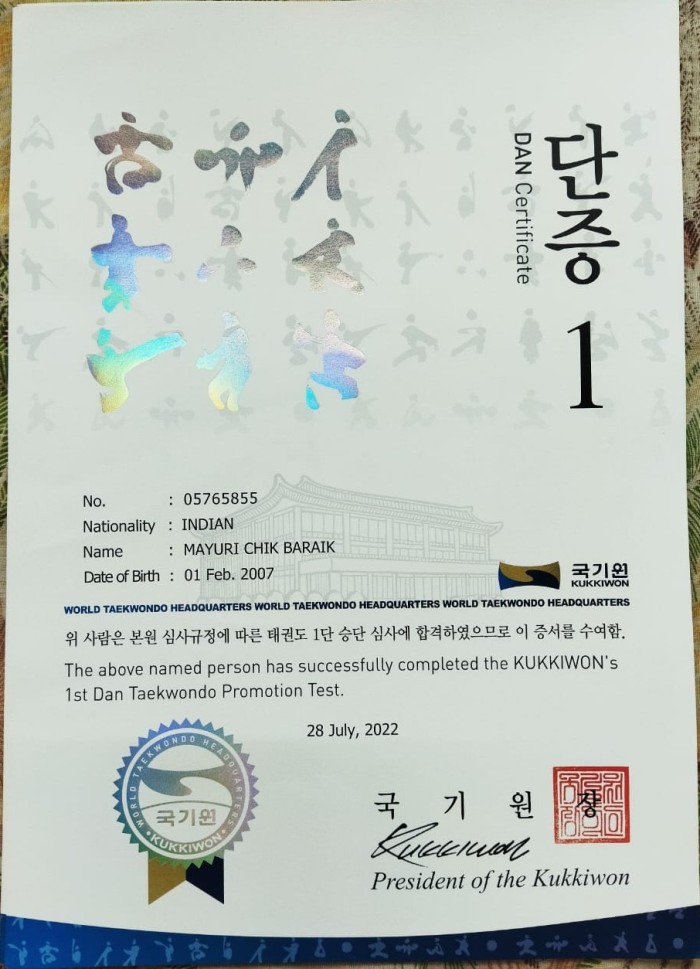 단증
DAN Certificate
1
No. : 05765855
Nationality : INDIAN
Name : MAYURI CHIK BARAIK
Date of Birth : 01 Feb. 2007
국기원
KUKKIWON
WORLD TAEKWONDO HEADQUARTERS WORLD TAEKWONDO HEADQUARTERS WORLD TAEKWONDO HEADQUARTERS
위 사람은 본원 심사규정에 따른 태권도 1단 승단 심사에 합격하였으므로 이 증서를 수여함.
The above named person has successfully completed the KUKKIWON's
1st Dan Taekwondo Promotion Test.
28 July, 2022
WORLD TAEKWONDO HEADQUARTERS
국기원
KUKKIWON
국 기 원 장
Kukkiwon
President of the Kukkiwon